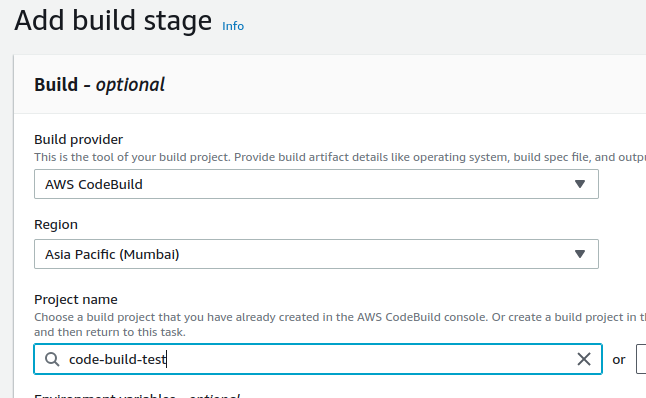 Add build stage Info
Build - optional
Build provider
This is the tool of your build project. Provide build artifact details like operating system, build spec file, and outp
AWS CodeBuild
Region
Asia Pacific (Mumbai)
Project name
Choose a build project that you have already created in the AWS CodeBuild console. Or create a build project in th
and then return to this task.
code-build-test or
Environment variables - optional